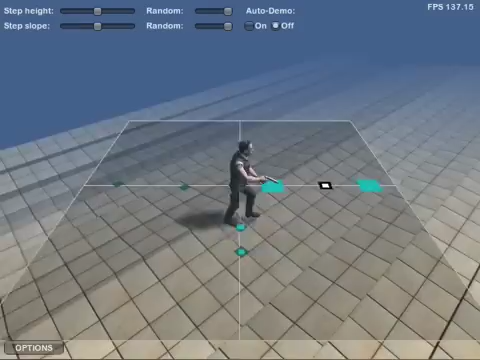 Step height: Random: Auto-Demo: FPS 137.15
Step slope: Random: On Off
OPTIONS